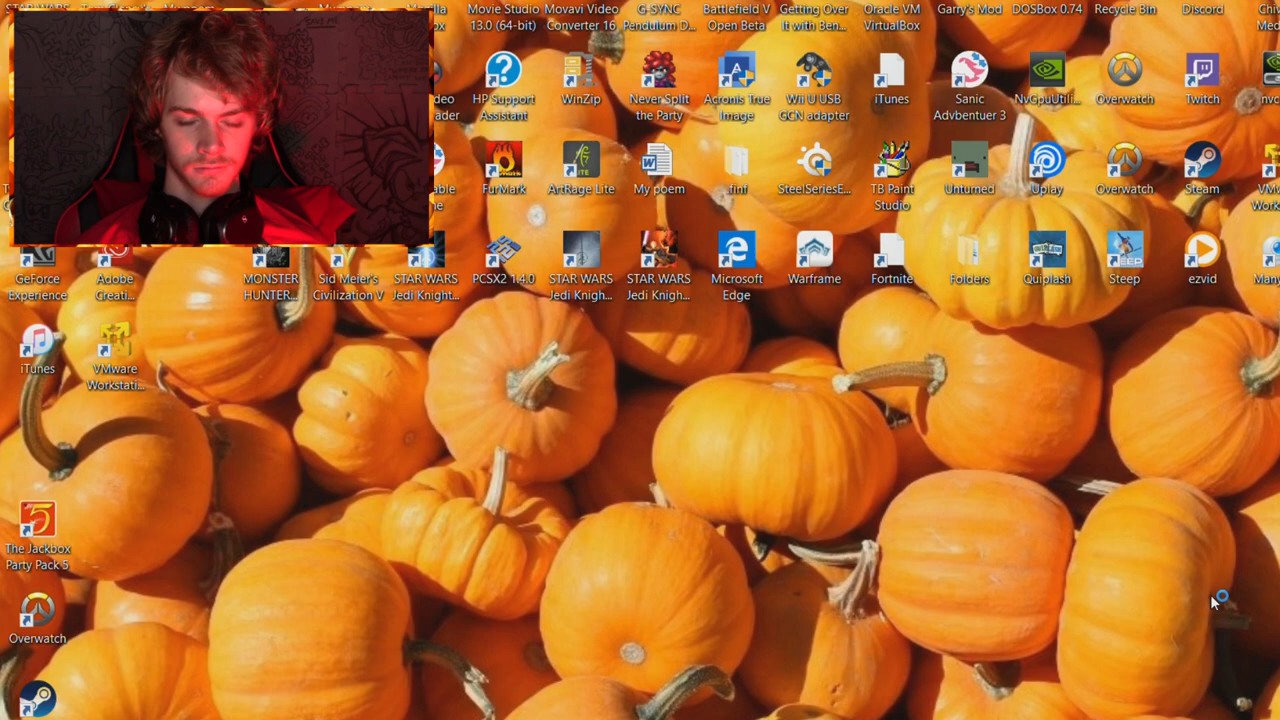 Movie Studio
13.0 (64-bit)
Movavi Video
Converter 16
G-SYNC
Pendulum D...
Battlefield V
Open Beta
Getting Over
It with Ben...
Oracle VM
VirtualBox
Garry's Mod
DOSBox 0.74
Recycle Bin
Discord
HP Support
Assistant
WinZip
Never Split
the Party
Acronis True
Image
Wii U USB
GCN adapter
iTunes
Sanic
Advbentuer 3
NvGpuUtili...
Overwatch
Twitch
FurMark
ArtRage Lite
My poem
.finf
SteelSeriesE...
TB Paint
Studio
Unturned
Uplay
Overwatch
Steam
GeForce
Experience
Adobe
Creati...
MONSTER
HUNTER...
Sid Meier's
Civilization V
STAR WARS
Jedi Knight...
PCSX2 1.4.0
STAR WARS
Jedi Knigh...
STAR WARS
Jedi Knigh...
Microsoft
Edge
Warframe
Fortnite
Folders
Quiplash
Steep
ezvid
iTunes
VMware
Workstati...
The Jackbox
Party Pack 5
Overwatch